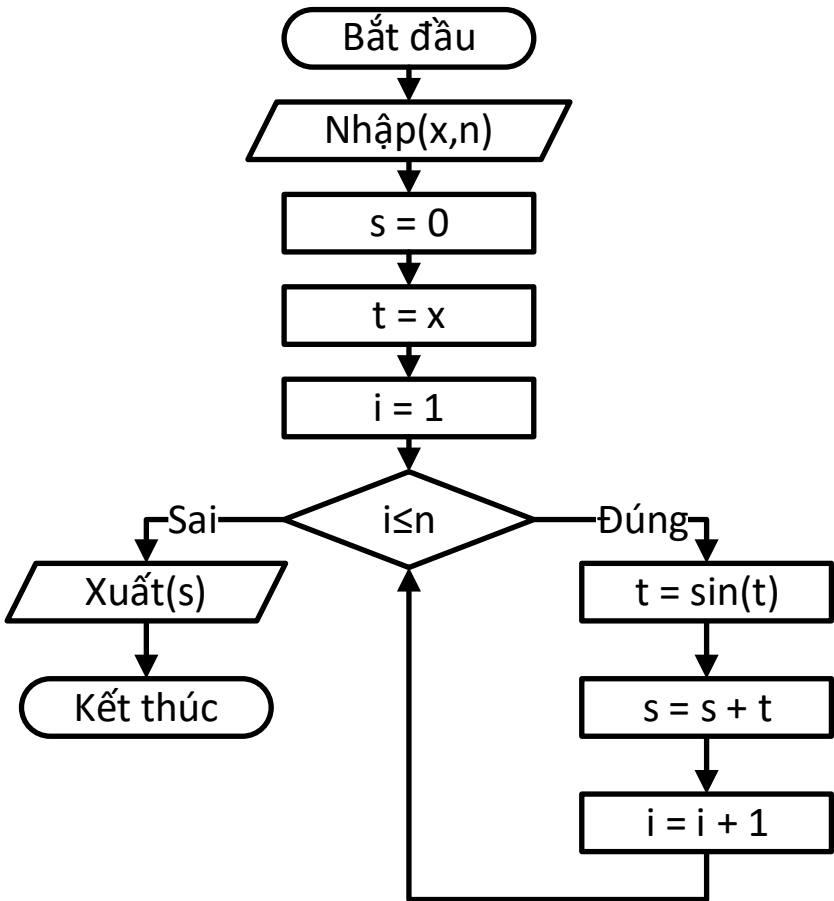 Bắt đầu
Nhập(x,n)
s = 0
t = x
i = 1
i≤n
Sai
Đúng
Xuất(s)
Kết thúc
t = sin(t)
s = s + t
i = i + 1